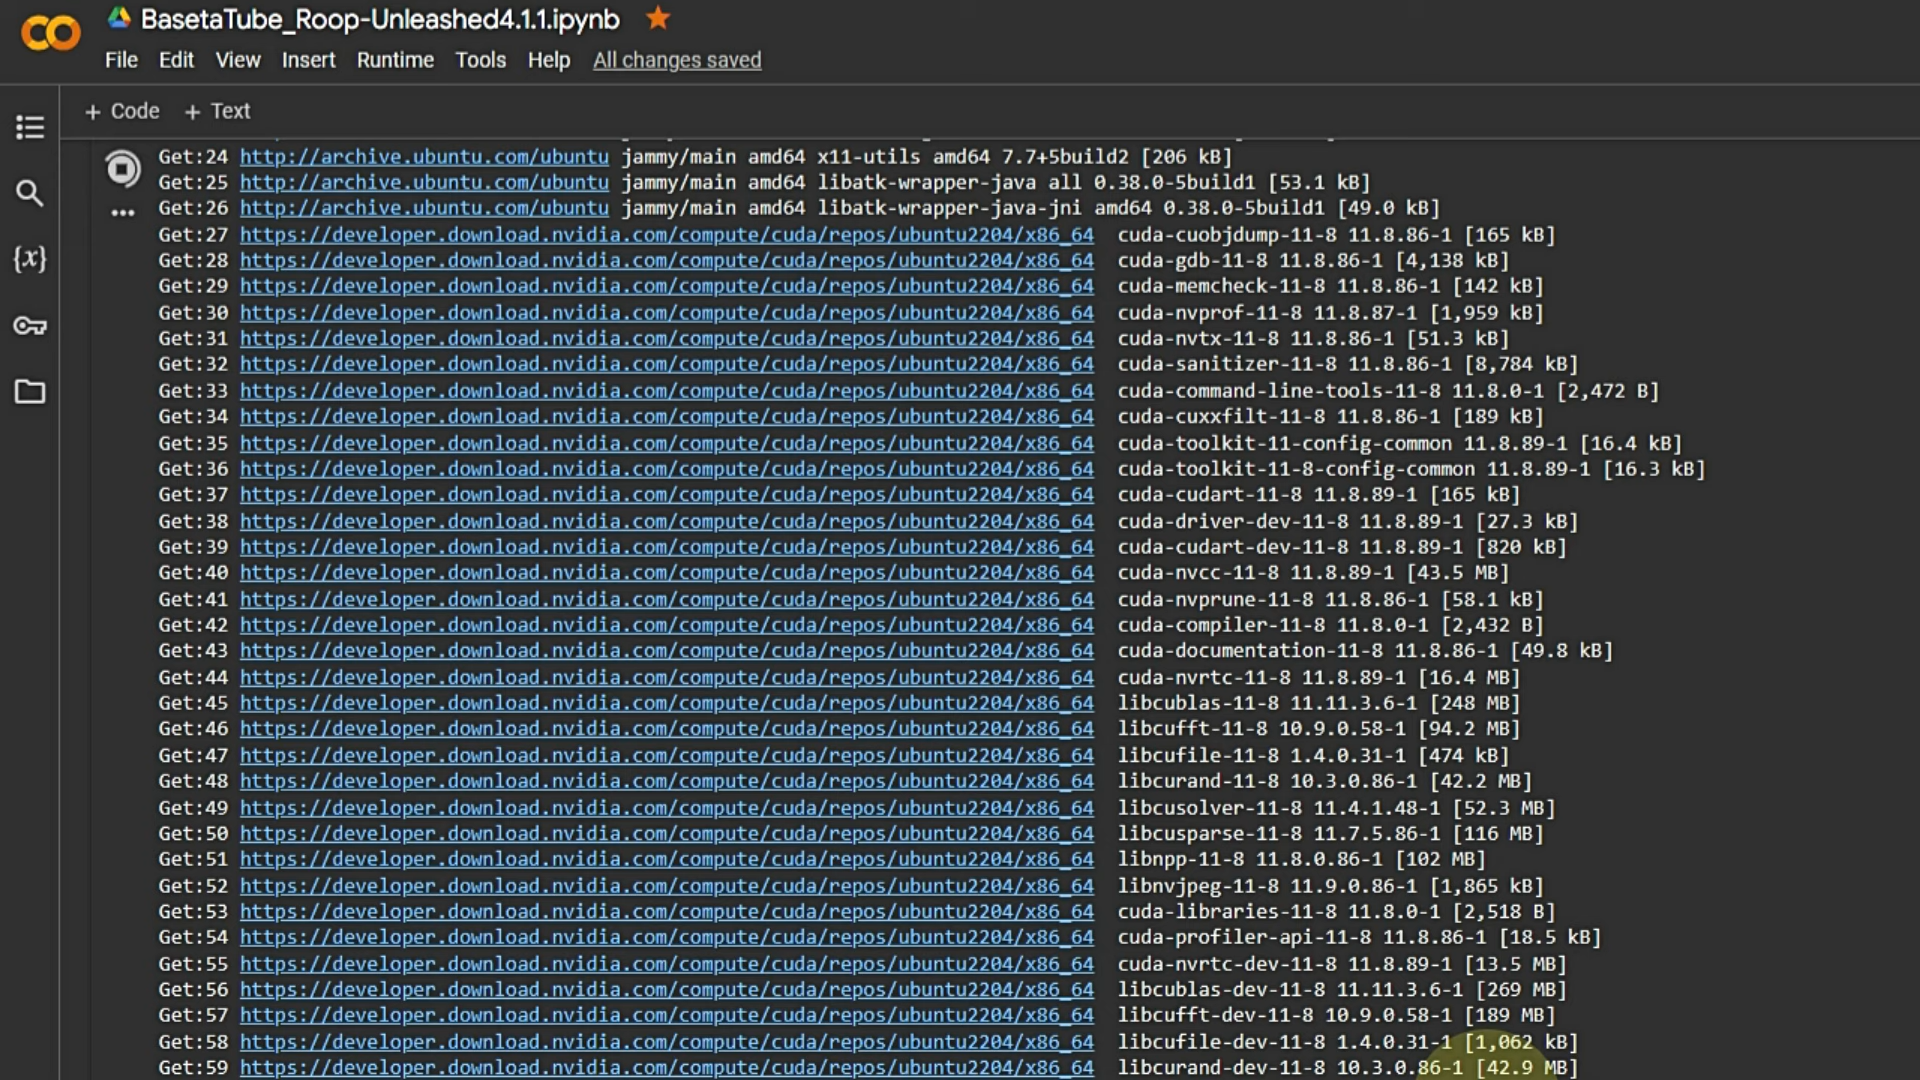 BasetaTube_Roop-Unleashed4.1.1.ipynb
File Edit View Insert Runtime Tools Help All changes saved
+ Code + Text
Get:24 http://archive.ubuntu.com/ubuntu jammy/main amd64 x11-utils amd64 7.7+5build2 [206 kB]
Get:25 http://archive.ubuntu.com/ubuntu jammy/main amd64 libatk-wrapper-java all 0.38.0-5build1 [53.1 kB]
Get:26 http://archive.ubuntu.com/ubuntu jammy/main amd64 libatk-wrapper-java-jni amd64 0.38.0-5build1 [49.0 kB]
Get:27 https://developer.download.nvidia.com/compute/cuda/repos/ubuntu2204/x86_64 cuda-cuobjdump-11-8 11.8.86-1 [165 kB]
Get:28 https://developer.download.nvidia.com/compute/cuda/repos/ubuntu2204/x86_64 cuda-gdb-11-8 11.8.86-1 [4,138 kB]
Get:29 https://developer.download.nvidia.com/compute/cuda/repos/ubuntu2204/x86_64 cuda-memcheck-11-8 11.8.86-1 [142 kB]
Get:30 https://developer.download.nvidia.com/compute/cuda/repos/ubuntu2204/x86_64 cuda-nvprof-11-8 11.8.87-1 [1,959 kB]
Get:31 https://developer.download.nvidia.com/compute/cuda/repos/ubuntu2204/x86_64 cuda-nvtx-11-8 11.8.86-1 [51.3 kB]
Get:32 https://developer.download.nvidia.com/compute/cuda/repos/ubuntu2204/x86_64 cuda-sanitizer-11-8 11.8.86-1 [8,784 kB]
Get:33 https://developer.download.nvidia.com/compute/cuda/repos/ubuntu2204/x86_64 cuda-command-line-tools-11-8 11.8.0-1 [2,472 B]
Get:34 https://developer.download.nvidia.com/compute/cuda/repos/ubuntu2204/x86_64 cuda-cuxxfilt-11-8 11.8.86-1 [189 kB]
Get:35 https://developer.download.nvidia.com/compute/cuda/repos/ubuntu2204/x86_64 cuda-toolkit-11-config-common 11.8.89-1 [16.4 kB]
Get:36 https://developer.download.nvidia.com/compute/cuda/repos/ubuntu2204/x86_64 cuda-toolkit-11-8-config-common 11.8.89-1 [16.3 kB]
Get:37 https://developer.download.nvidia.com/compute/cuda/repos/ubuntu2204/x86_64 cuda-cudart-11-8 11.8.89-1 [165 kB]
Get:38 https://developer.download.nvidia.com/compute/cuda/repos/ubuntu2204/x86_64 cuda-driver-dev-11-8 11.8.89-1 [27.3 kB]
Get:39 https://developer.download.nvidia.com/compute/cuda/repos/ubuntu2204/x86_64 cuda-cudart-dev-11-8 11.8.89-1 [820 kB]
Get:40 https://developer.download.nvidia.com/compute/cuda/repos/ubuntu2204/x86_64 cuda-nvcc-11-8 11.8.89-1 [43.5 MB]
Get:41 https://developer.download.nvidia.com/compute/cuda/repos/ubuntu2204/x86_64 cuda-nvprune-11-8 11.8.86-1 [58.1 kB]
Get:42 https://developer.download.nvidia.com/compute/cuda/repos/ubuntu2204/x86_64 cuda-compiler-11-8 11.8.0-1 [2,432 B]
Get:43 https://developer.download.nvidia.com/compute/cuda/repos/ubuntu2204/x86_64 cuda-documentation-11-8 11.8.86-1 [49.8 kB]
Get:44 https://developer.download.nvidia.com/compute/cuda/repos/ubuntu2204/x86_64 cuda-nvrtc-11-8 11.8.89-1 [16.4 MB]
Get:45 https://developer.download.nvidia.com/compute/cuda/repos/ubuntu2204/x86_64 libcublas-11-8 11.11.3.6-1 [248 MB]
Get:46 https://developer.download.nvidia.com/compute/cuda/repos/ubuntu2204/x86_64 libcufft-11-8 10.9.0.58-1 [94.2 MB]
Get:47 https://developer.download.nvidia.com/compute/cuda/repos/ubuntu2204/x86_64 libcufile-11-8 1.4.0.31-1 [474 kB]
Get:48 https://developer.download.nvidia.com/compute/cuda/repos/ubuntu2204/x86_64 libcurand-11-8 10.3.0.86-1 [42.2 MB]
Get:49 https://developer.download.nvidia.com/compute/cuda/repos/ubuntu2204/x86_64 libcusolver-11-8 11.4.1.48-1 [52.3 MB]
Get:50 https://developer.download.nvidia.com/compute/cuda/repos/ubuntu2204/x86_64 libcusparse-11-8 11.7.5.86-1 [116 MB]
Get:51 https://developer.download.nvidia.com/compute/cuda/repos/ubuntu2204/x86_64 libnpp-11-8 11.8.0.86-1 [102 MB]
Get:52 https://developer.download.nvidia.com/compute/cuda/repos/ubuntu2204/x86_64 libnvjpeg-11-8 11.9.0.86-1 [1,865 kB]
Get:53 https://developer.download.nvidia.com/compute/cuda/repos/ubuntu2204/x86_64 cuda-libraries-11-8 11.8.0-1 [2,518 B]
Get:54 https://developer.download.nvidia.com/compute/cuda/repos/ubuntu2204/x86_64 cuda-profiler-api-11-8 11.8.86-1 [18.5 kB]
Get:55 https://developer.download.nvidia.com/compute/cuda/repos/ubuntu2204/x86_64 cuda-nvrtc-dev-11-8 11.8.89-1 [13.5 MB]
Get:56 https://developer.download.nvidia.com/compute/cuda/repos/ubuntu2204/x86_64 libcublas-dev-11-8 11.11.3.6-1 [269 MB]
Get:57 https://developer.download.nvidia.com/compute/cuda/repos/ubuntu2204/x86_64 libcufft-dev-11-8 10.9.0.58-1 [189 MB]
Get:58 https://developer.download.nvidia.com/compute/cuda/repos/ubuntu2204/x86_64 libcufile-dev-11-8 1.4.0.31-1 [1,062 kB]
Get:59 https://developer.download.nvidia.com/compute/cuda/repos/ubuntu2204/x86_64 libcurand-dev-11-8 10.3.0.86-1 [42.9 MB]